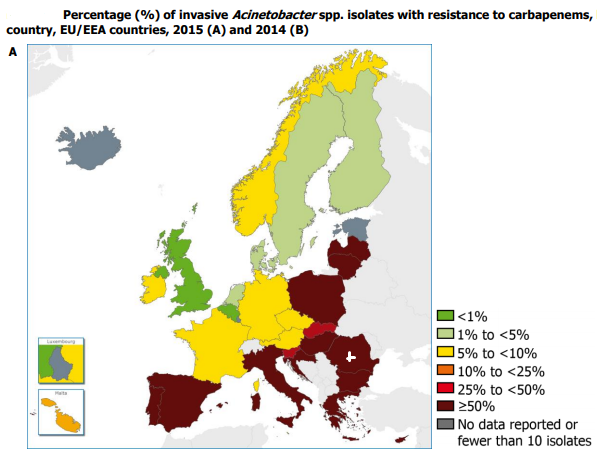 Percentage (%) of invasive Acinetobacter spp. isolates with resistance to carbapenems,
country, EU/EEA countries, 2015 (A) and 2014 (B)
A
<1%
1% to <5%
5% to <10%
10% to <25%
25% to <50%
≥50%
No data reported or
fewer than 10 isolates
Luxembourg
Malta